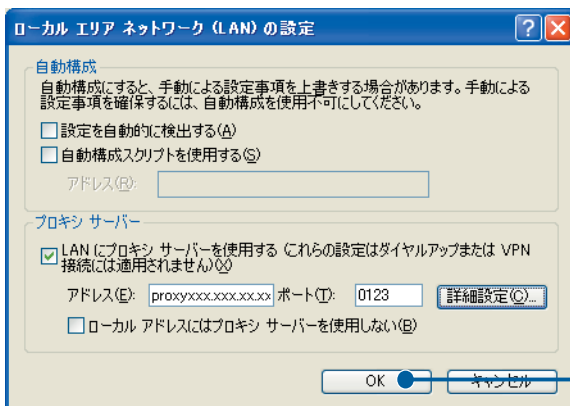 ローカル エリア ネットワーク (LAN) の設定
自動構成
自動構成にすると、手動による設定事項を上書きする場合があります。手動による
設定事項を確保するには、自動構成を使用不可にしてください。
設定を自動的に検出する(A)
自動構成スクリプトを使用する(S)
アドレス(R):
プロキシ サーバー
LAN にプロキシ サーバーを使用する (これらの設定はダイヤルアップまたは VPN
接続には適用されません)(X)
アドレス(E): proxyxxx.xxx.xx.xx ポート(T): 0123 詳細設定(C)...
ローカル アドレスにはプロキシ サーバーを使用しない(B)
OK キャンセル